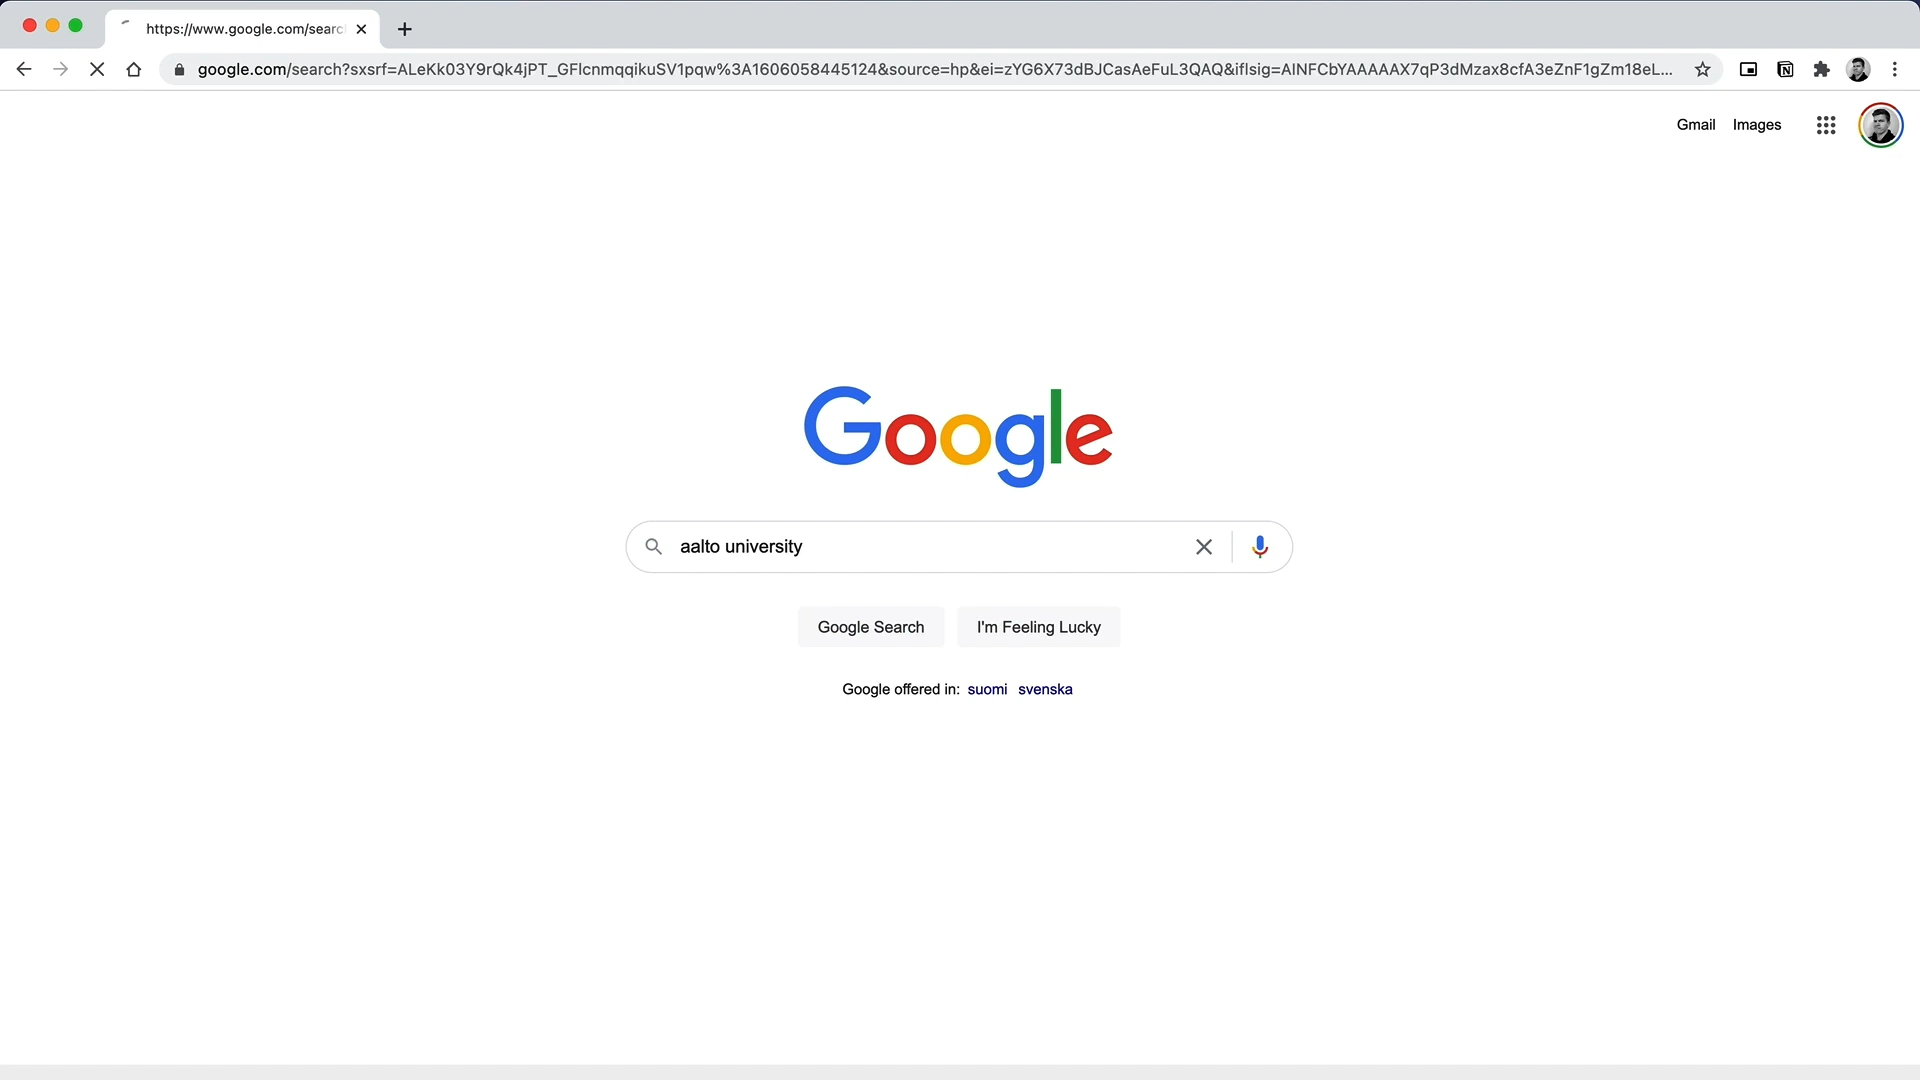 https://www.google.com/searc
google.com/search?sxsrf=ALeKk03Y9rQk4jPT_GFlcnmqqikuSV1pqw%3A1606058445124&source=hp&ei=zYG6X73dBJCasAeFuL3QAQ&iflsig=AINFCbYAAAAAX7qP3dMzax8cfA3eZnF1gZm18eL...
Gmail Images
Google
aalto university
Google Search I'm Feeling Lucky
Google offered in: suomi svenska